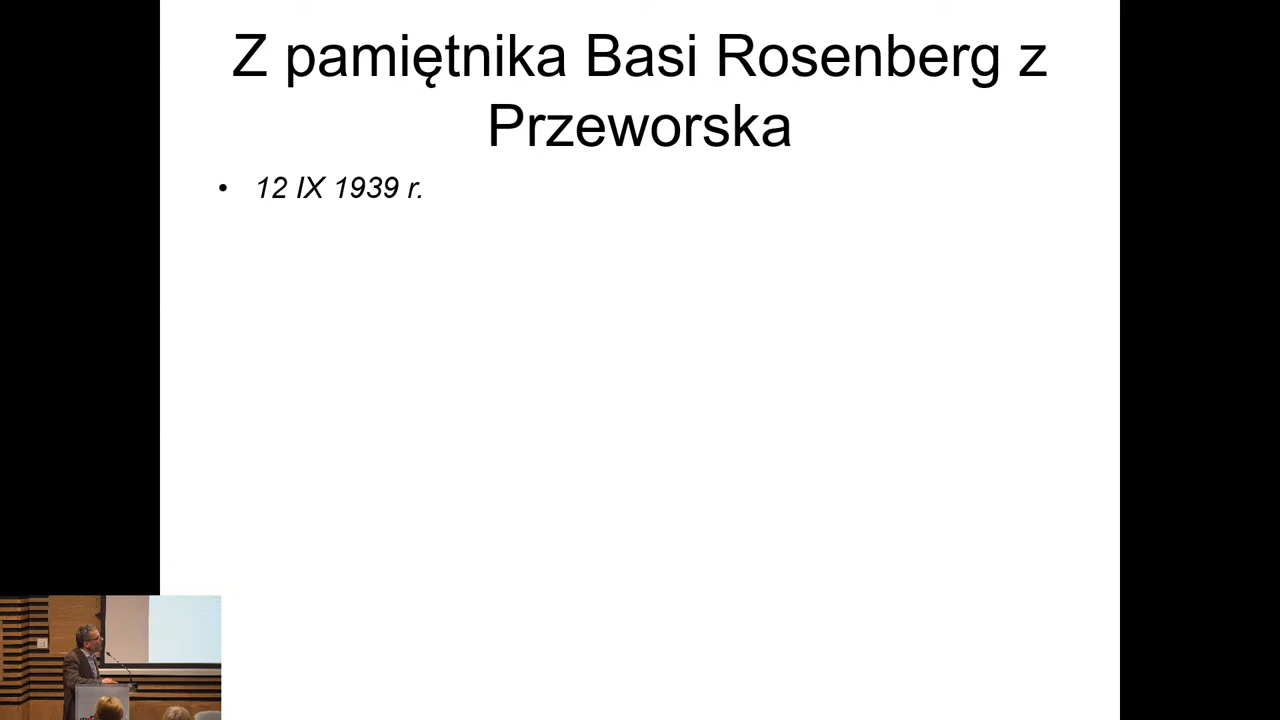 Z pamiętnika Basi Rosenberg z
Przeworska
• 12 IX 1939 r.